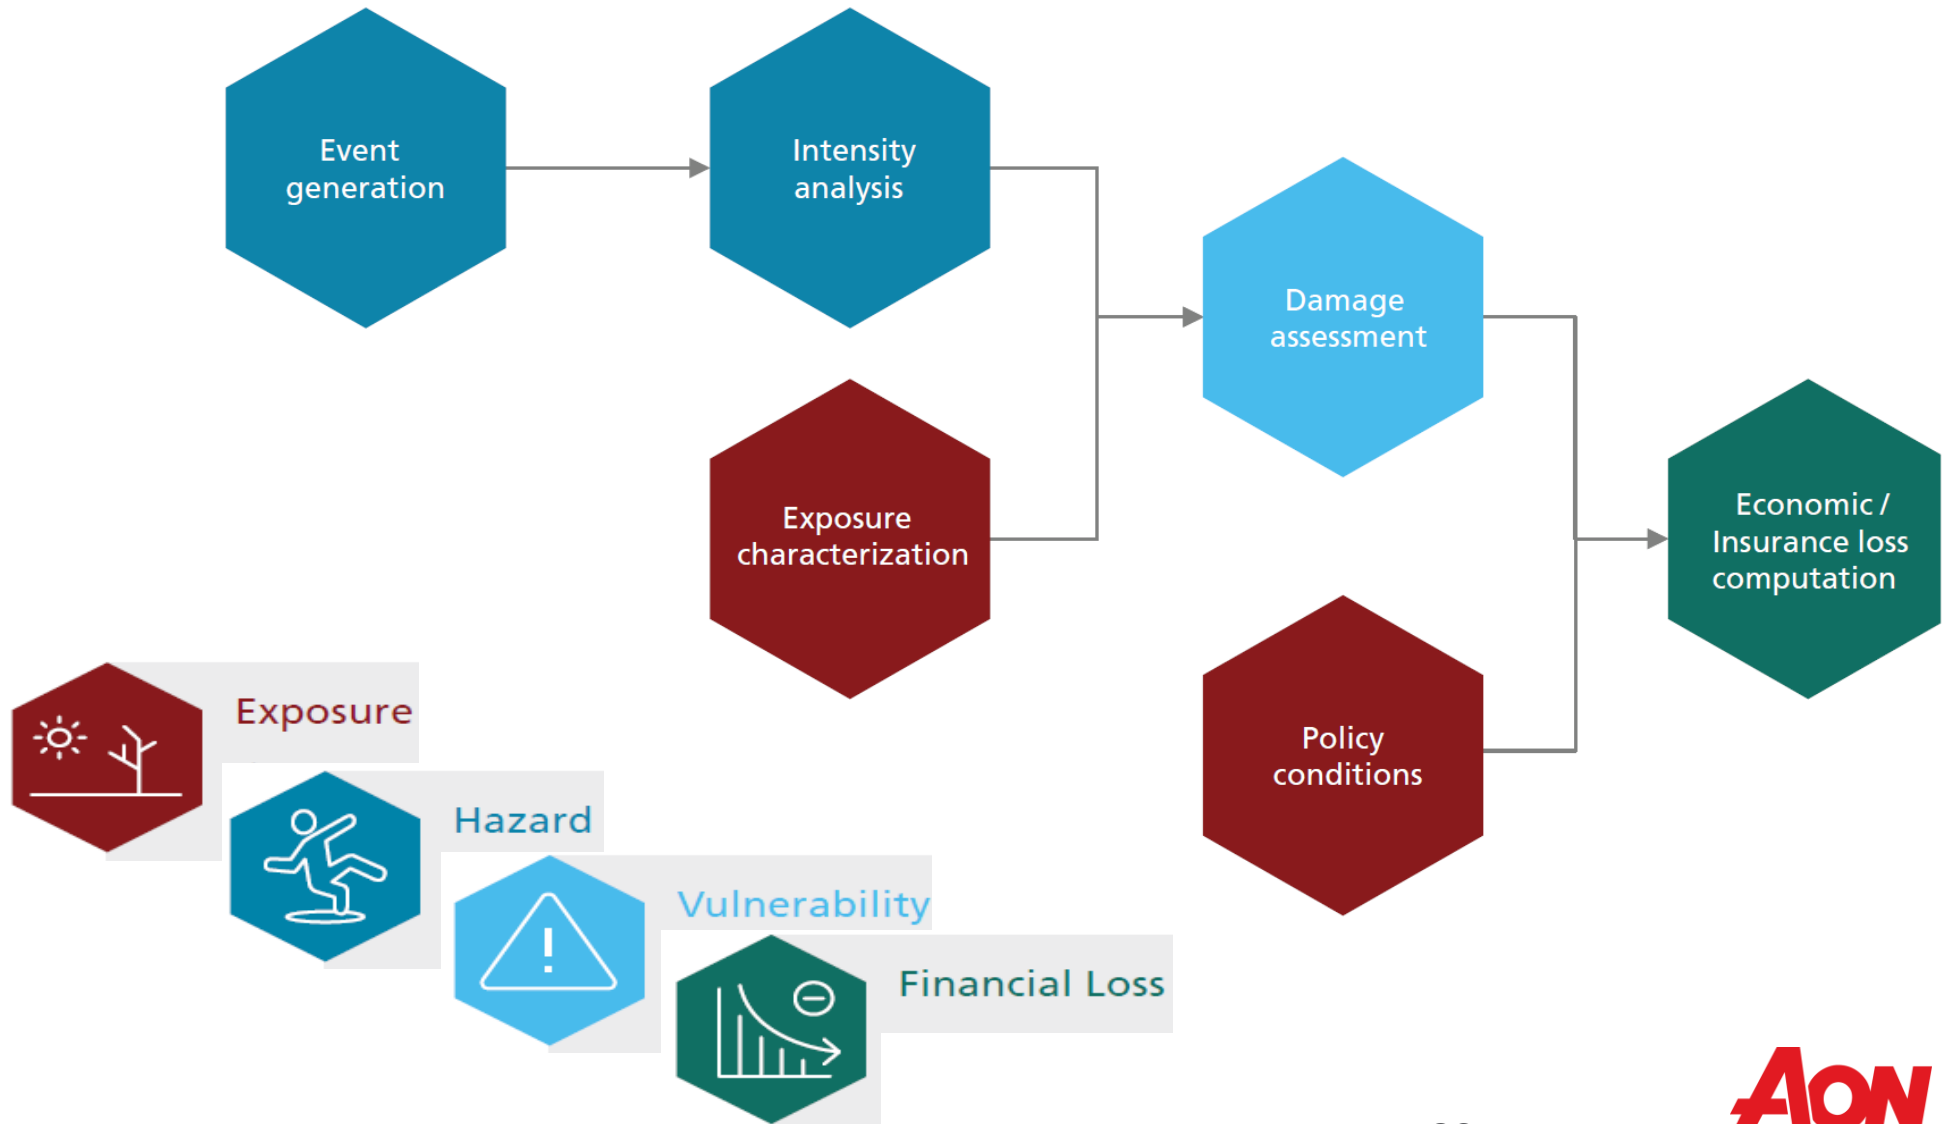 Event
generation
Intensity
analysis
Damage
assessment
Exposure
characterization
Economic /
Insurance loss
computation
Policy
conditions
Exposure
Hazard
Vulnerability
Financial Loss
AON